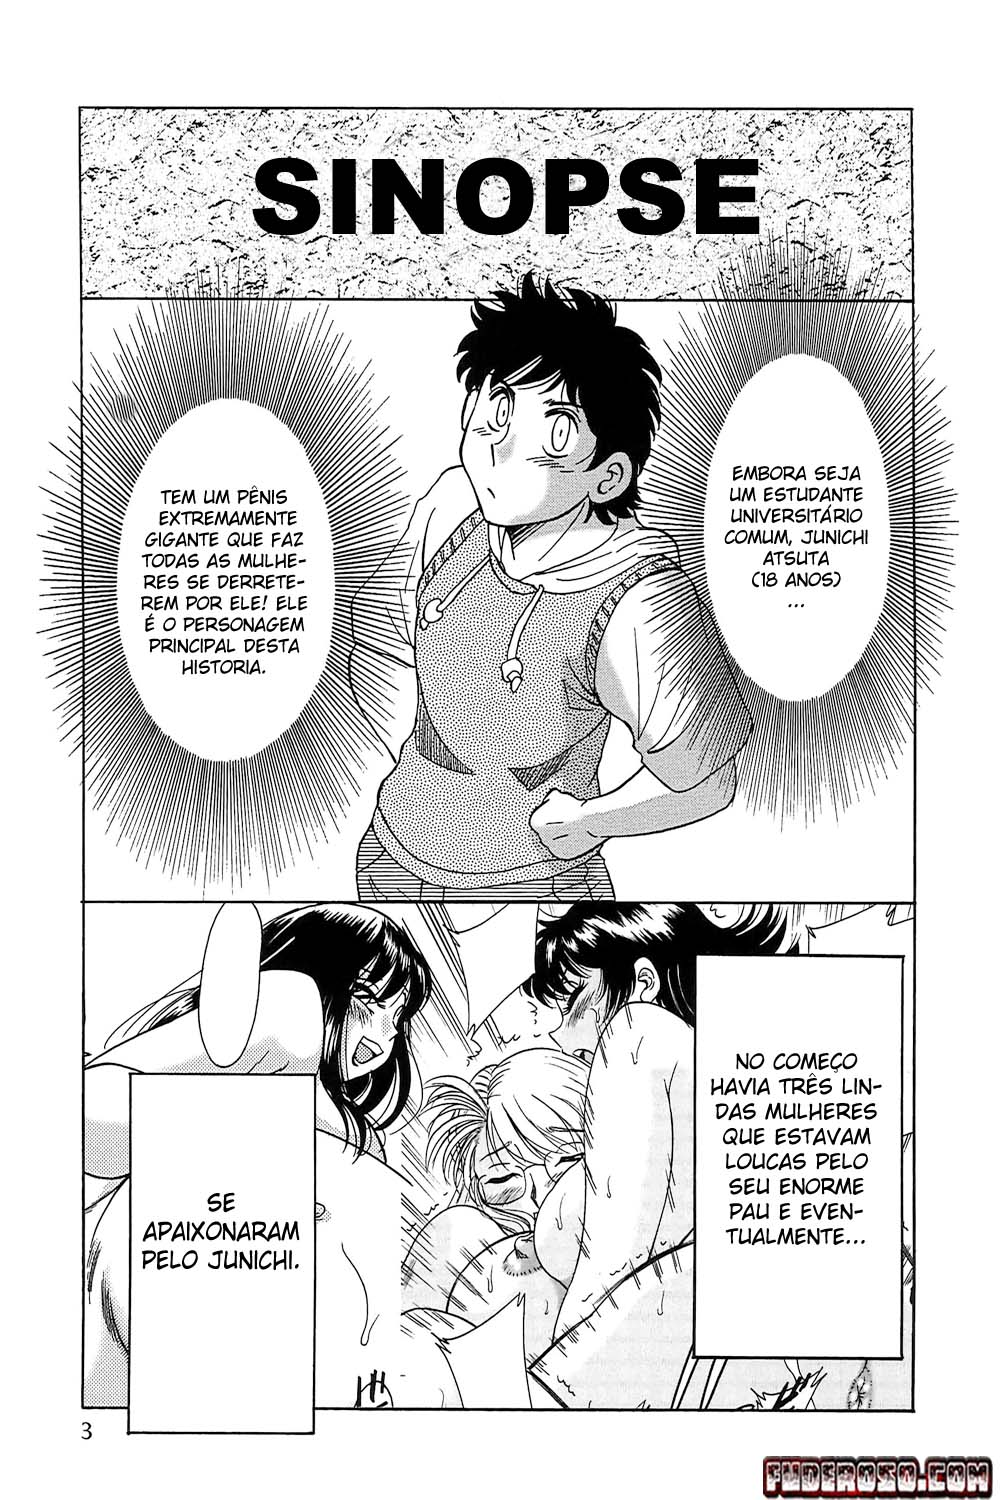 SINOPSE
EMBORA SEJA
UM ESTUDANTE
UNIVERSITÁRIO
COMUM, JUNICHI
ATSUTA
(18 ANOS)
...
TEM UM PÊNIS
EXTREMAMENTE
GIGANTE QUE FAZ
TODAS AS MULHE-
RES SE DERRETE-
REM POR ELE! ELE
É O PERSONAGEM
PRINCIPAL DESTA
HISTORIA.
NO COMEÇO
HAVIA TRÊS LIN-
DAS MULHERES
QUE ESTAVAM
LOUCAS PELO
SEU ENORME
PAU E EVEN-
TUALMENTE...
SE
APAIXONARAM
PELO JUNICHI.
3
FUDEROSO.COM